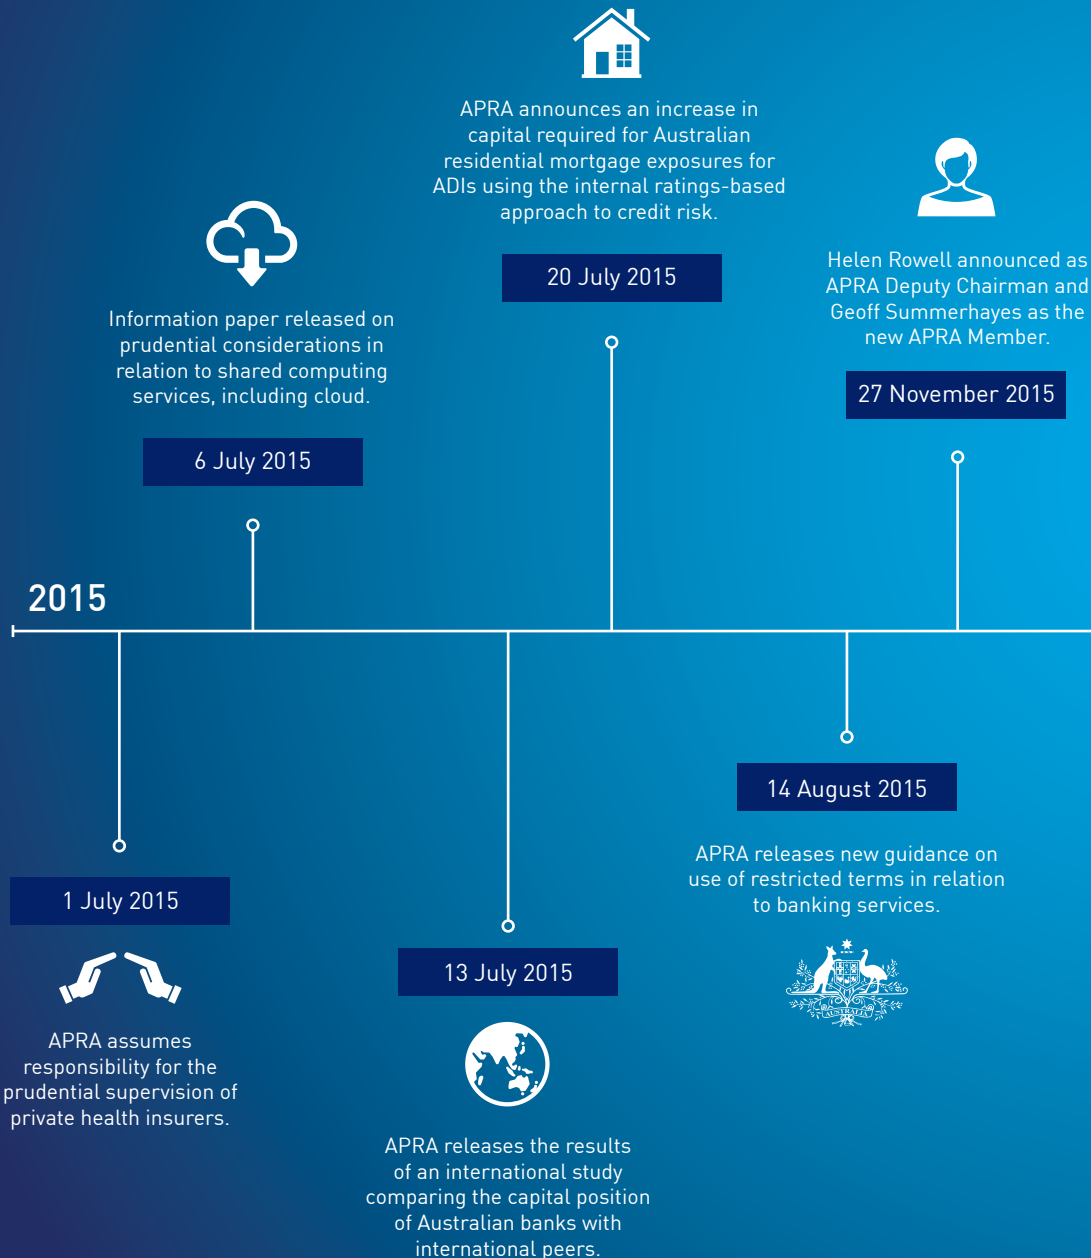 APRA announces an increase in
capital required for Australian
residential mortgage exposures for
ADIs using the internal ratings-based
approach to credit risk.
20 July 2015
Helen Rowell announced as
APRA Deputy Chairman and
Geoff Summerhayes as the
new APRA Member.
27 November 2015
Information paper released on
prudential considerations in
relation to shared computing
services, including cloud.
6 July 2015
2015
1 July 2015
APRA assumes
responsibility for the
prudential supervision of
private health insurers.
13 July 2015
APRA releases the results
of an international study
comparing the capital position
of Australian banks with
international peers.
14 August 2015
APRA releases new guidance on
use of restricted terms in relation
to banking services.
AUSTRALIA